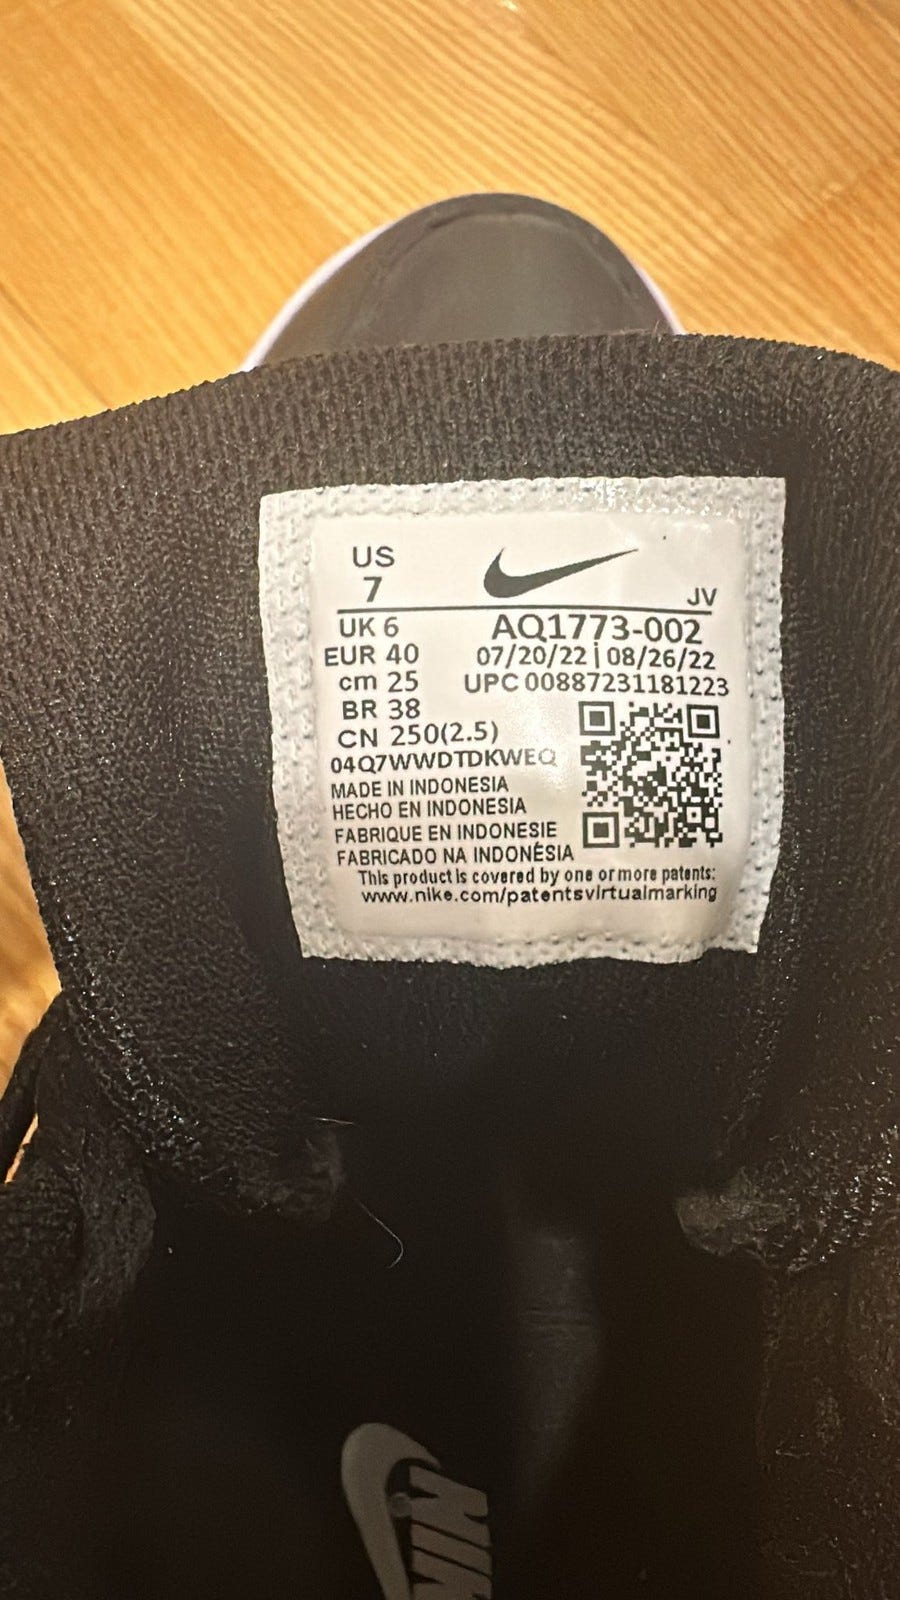 US
7
JV
UK 6
AQ1773-002
EUR 40
07/20/22 | 08/26/22
cm 25
UPC 00887231181223
BR 38
CN 250(2.5)
04Q7WWDTDKWEQ
MADE IN INDONESIA
HECHO EN INDONESIA
FABRIQUE EN INDONESIE
FABRICADO NA INDONÉSIA
This product is covered by one or more patents:
www.nike.com/patentsvirtualmarking
NIK